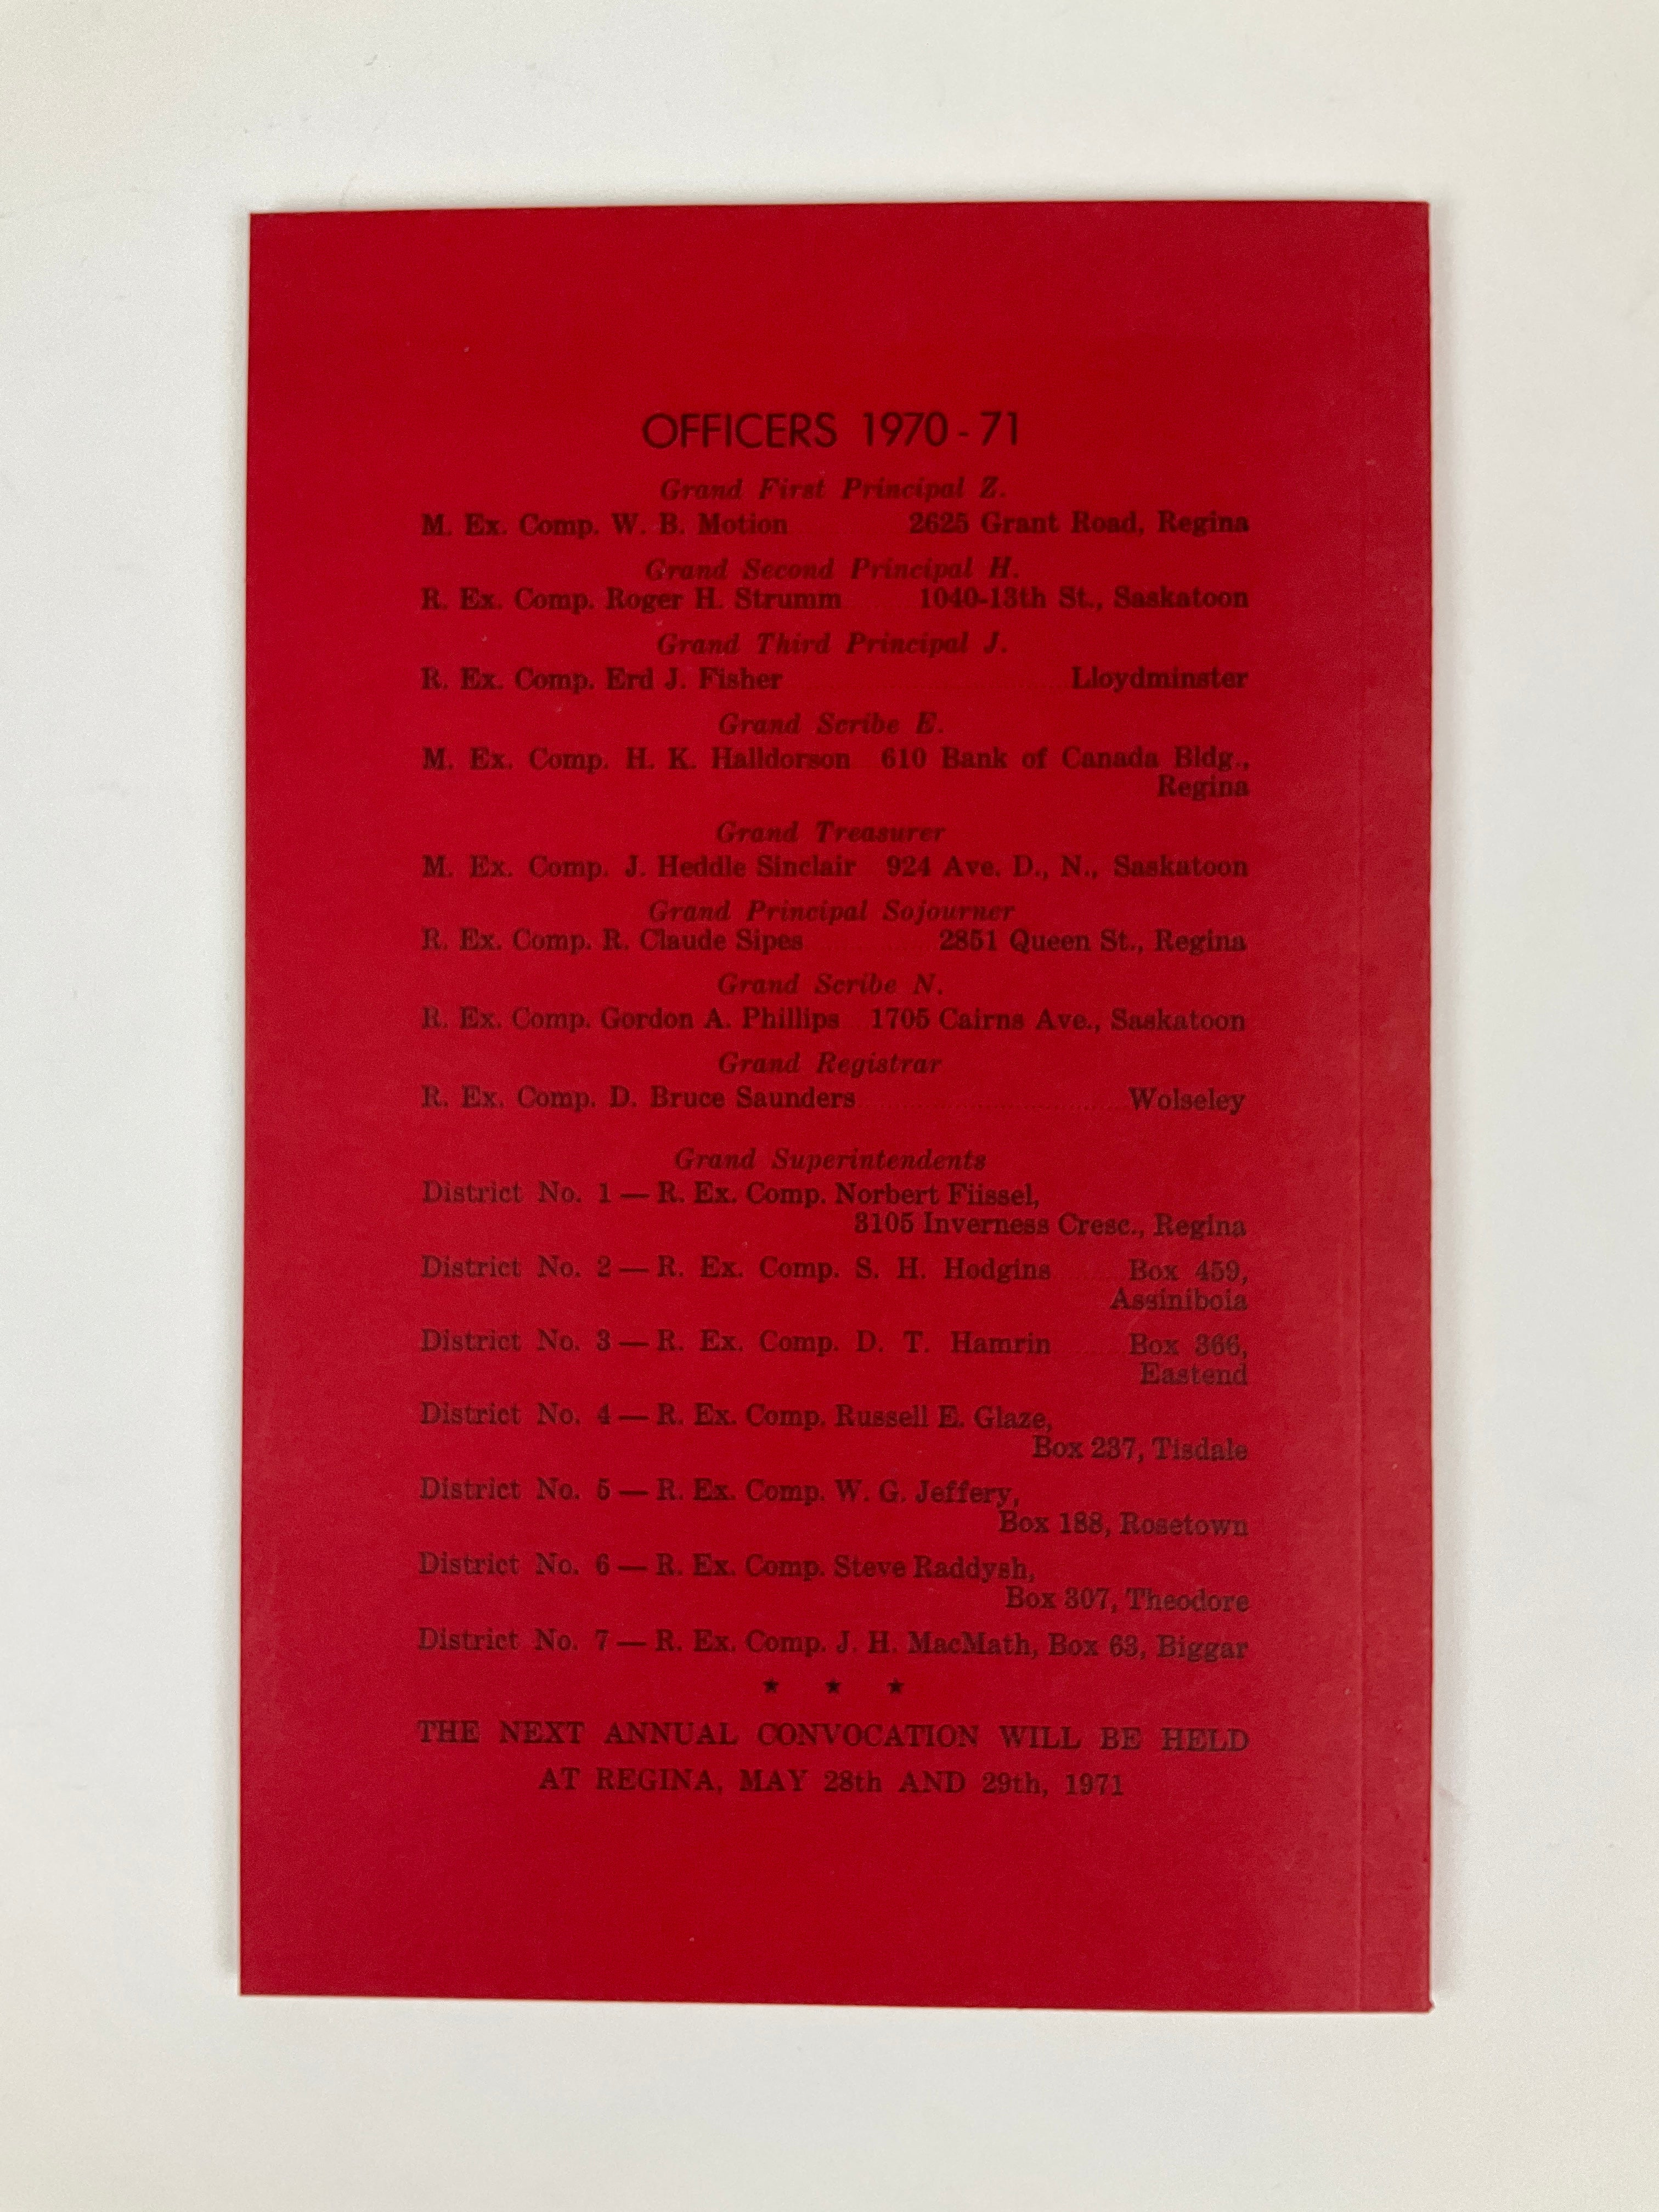 OFFICERS 1970-71
Grand First Principal Z.
M. Ex. Comp. W. B. Motion 2625 Grant Road, Regina
Grand Second Principal H.
R. Ex. Comp. Roger H. Strumm 1040-13th St., Saskatoon
Grand Third Principal J.
R. Ex. Comp. Erd J. Fisher Lloydminster
Grand Scribe E.
M. Ex. Comp. H. K. Halldorson 610 Bank of Canada Bldg.,
Regina
Grand Treasurer
M. Ex. Comp. J. Heddle Sinclair 924 Ave. D., N., Saskatoon
Grand Principal Sojourner
R. Ex. Comp. R. Claude Sipes 2851 Queen St., Regina
Grand Scribe N.
R. Ex. Comp. Gordon A. Phillips 1705 Cairns Ave., Saskatoon
Grand Registrar
R. Ex. Comp. D. Bruce Saunders Wolseley
Grand Superintendents
District No. 1 — R. Ex. Comp. Norbert Fiissel,
3105 Inverness Cresc., Regina
District No. 2 — R. Ex. Comp. S. H. Hodgins Box 459,
Assiniboia
District No. 3 — R. Ex. Comp. D. T. Hamrin Box 366,
Eastend
District No. 4 — R. Ex. Comp. Russell E. Glaze,
Box 237, Tisdale
District No. 5 — R. Ex. Comp. W. G. Jeffery,
Box 188, Rosetown
District No. 6 — R. Ex. Comp. Steve Raddysh,
Box 307, Theodore
District No. 7 — R. Ex. Comp. J. H. MacMath, Box 63, Biggar
★ ★ ★
THE NEXT ANNUAL CONVOCATION WILL BE HELD
AT REGINA, MAY 28th AND 29th, 1971